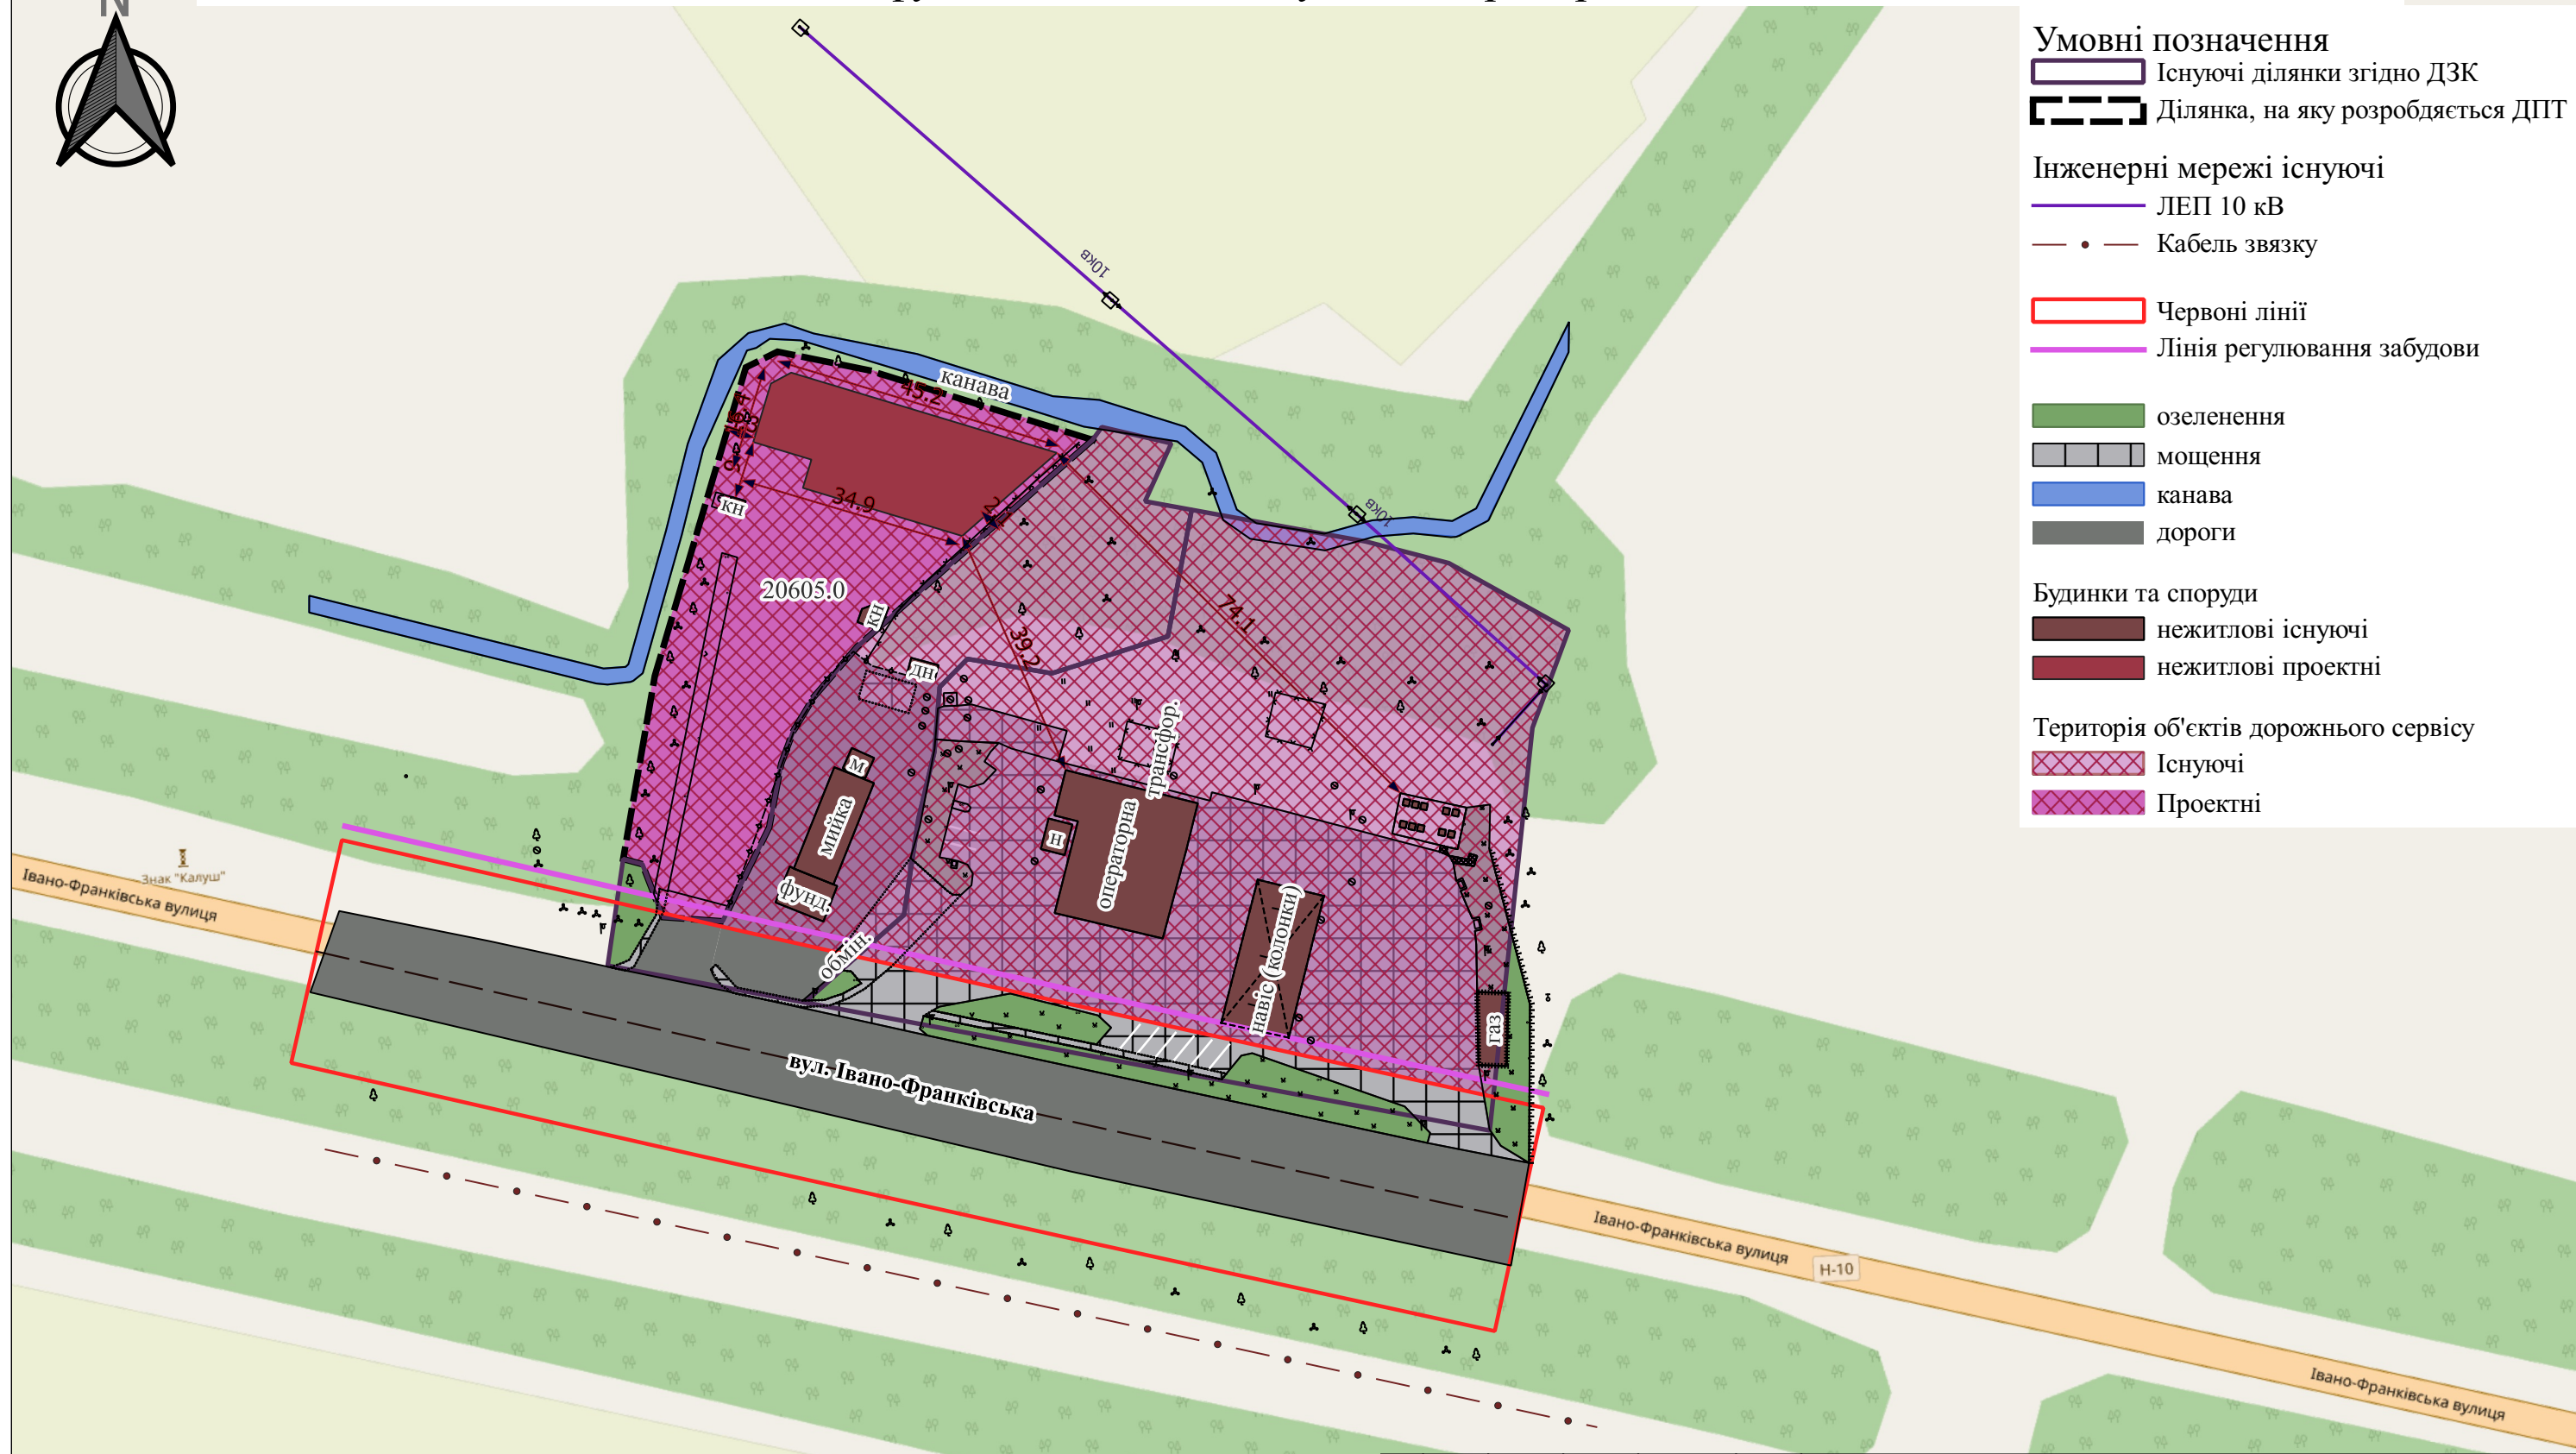 N
Умовні позначення
Існуючі ділянки згідно ДЗК
Ділянка, на яку розробдяється ДПТ
Інженерні мережі існуючі
ЛЕП 10 кВ
Кабель звязку
Червоні лінії
Лінія регулювання забудови
озеленення
мощення
канава
дороги
Будинки та споруди
нежитлові існуючі
нежитлові проектні
Територія об'єктів дорожнього сервісу
Існуючі
Проектні
10кв
10кв
канава
45.2
кн
34.9
2.1
20605.0
кн
39.2
74.1
дн
трансфор.
м
мийка
н
операторна
фунд.
обмін.
навіс (колонки)
газ
Знак "Калуш"
Івано-Франківська вулиця
вул. Івано-Франківська
Івано-Франківська вулиця
Н-10
Івано-Франківська вулиця